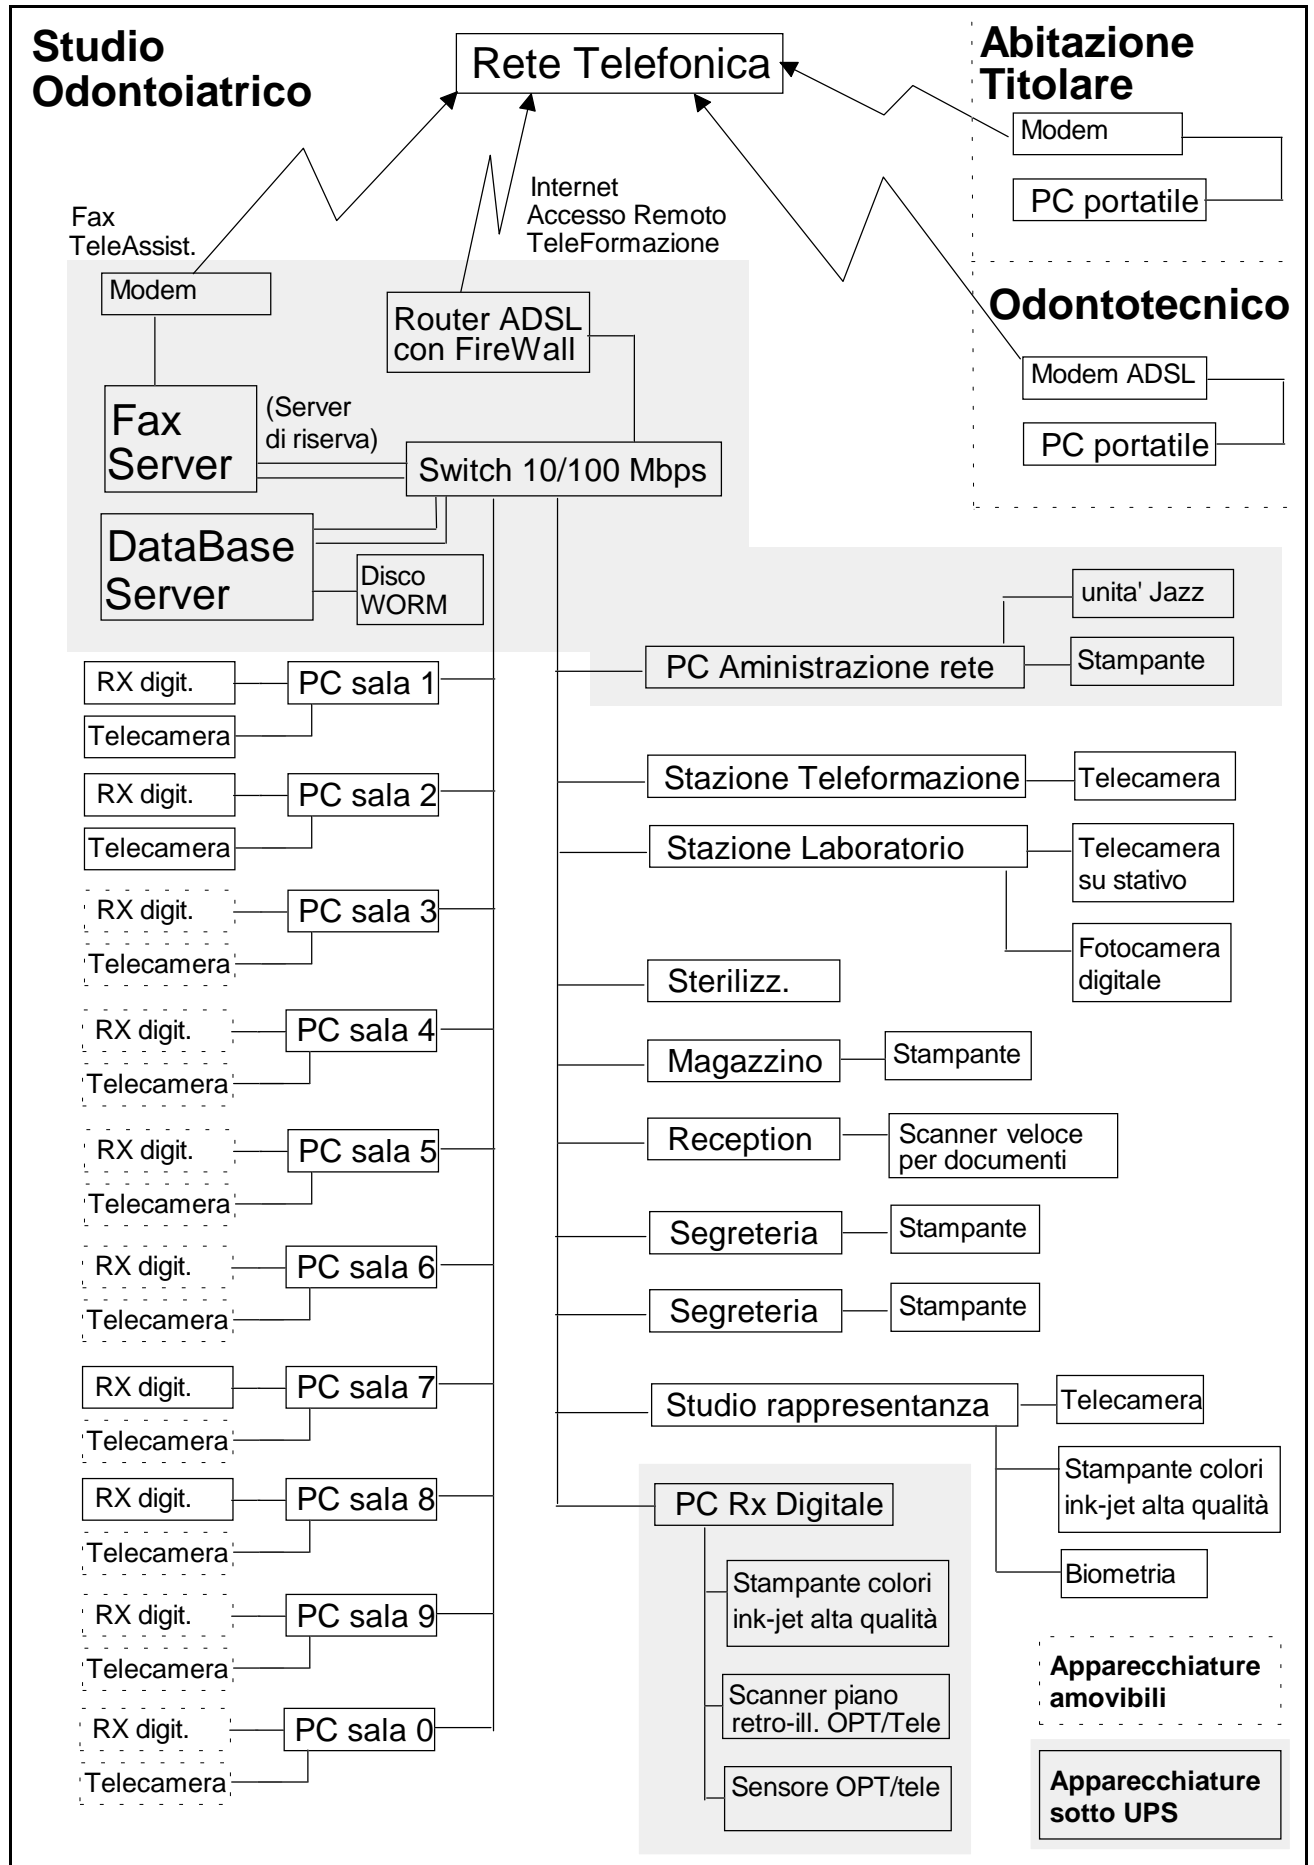 Studio
Odontoiatrico
Rete Telefonica
Abitazione
Titolare
Modem
PC portatile
Fax
TeleAssist.
Internet
Accesso Remoto
TeleFormazione
Odontotecnico
Modem ADSL
PC portatile
Modem
Router ADSL
con FireWall
Fax
Server
(Server
di riserva)
Switch 10/100 Mbps
DataBase
Server
Disco
WORM
unita' Jazz
PC Aministrazione rete
Stampante
RX digit.
PC sala 1
Telecamera
RX digit.
PC sala 2
Telecamera
RX digit.
PC sala 3
Telecamera
RX digit.
PC sala 4
Telecamera
RX digit.
PC sala 5
Telecamera
RX digit.
PC sala 6
Telecamera
RX digit.
PC sala 7
Telecamera
RX digit.
PC sala 8
Telecamera
RX digit.
PC sala 9
Telecamera
RX digit.
PC sala 0
Telecamera
Stazione Teleformazione
Telecamera
Stazione Laboratorio
Telecamera
su stativo
Fotocamera
digitale
Sterilizz.
Magazzino
Stampante
Reception
Scanner veloce
per documenti
Segreteria
Stampante
Segreteria
Stampante
Studio rappresentanza
Telecamera
Stampante colori
ink-jet alta qualità
Biometria
PC Rx Digitale
Stampante colori
ink-jet alta qualità
Scanner piano
retro-ill. OPT/Tele
Sensore OPT/tele
Apparecchiature
amovibili
Apparecchiature
sotto UPS